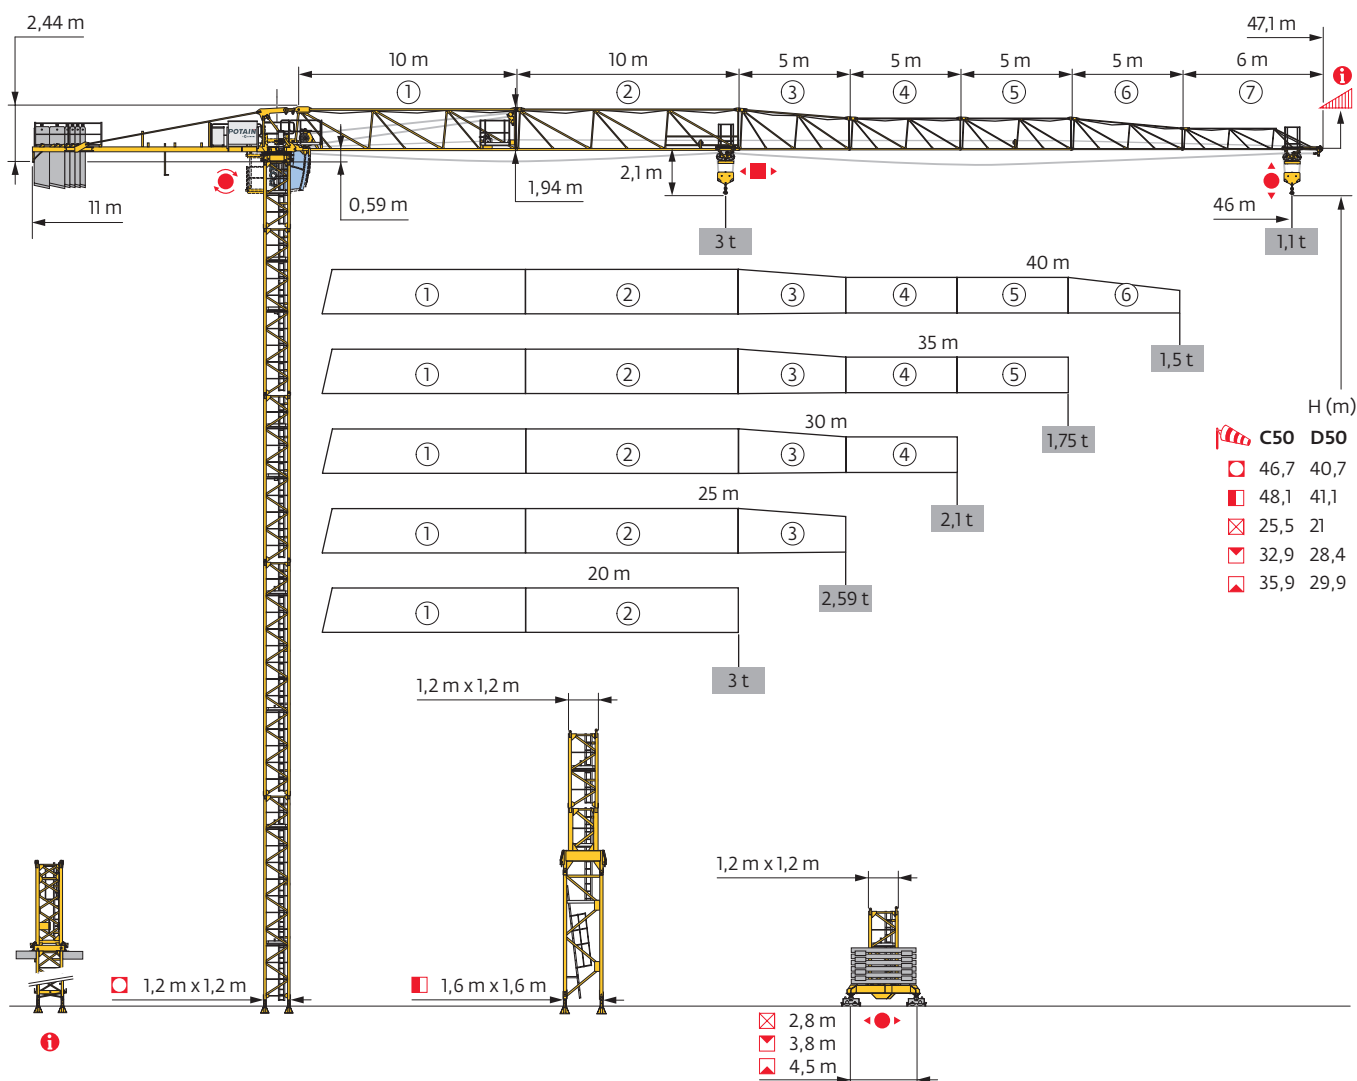 2,44 m
47,1 m
10 m 10 m 5 m 5 m 5 m 5 m 6 m
① ② ③ ④ ⑤ ⑥ ⑦
i
POTAIN
11 m
0,59 m
1,94 m
2,1 m
46 m
3 t
1,1 t
40 m
① ② ③ ④ ⑤ ⑥
1,5 t
35 m
① ② ③ ④ ⑤
1,75 t
30 m
① ② ③ ④
2,1 t
25 m
① ② ③
2,59 t
20 m
① ②
3 t
H (m)
C50 D50
46,7 40,7
48,1 41,1
25,5 21
32,9 28,4
35,9 29,9
1,2 m x 1,2 m
1,2 m x 1,2 m
1,2 m x 1,2 m
1,6 m x 1,6 m
i
2,8 m
3,8 m
4,5 m